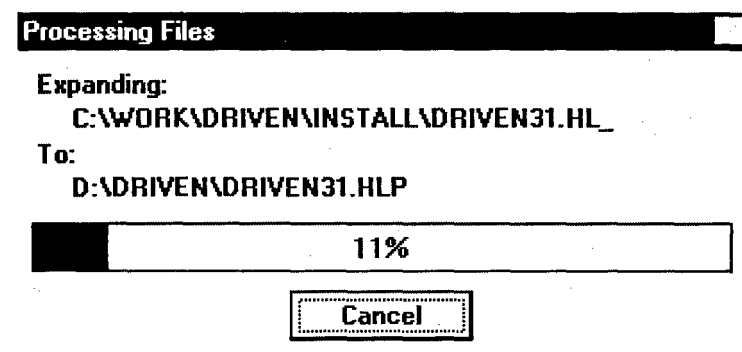 Processing Files
Expanding:
C:\WORK\DRIVEN\INSTALL\DRIVEN31.HL_
To:
D:\DRIVEN\DRIVEN31.HLP
11%
Cancel